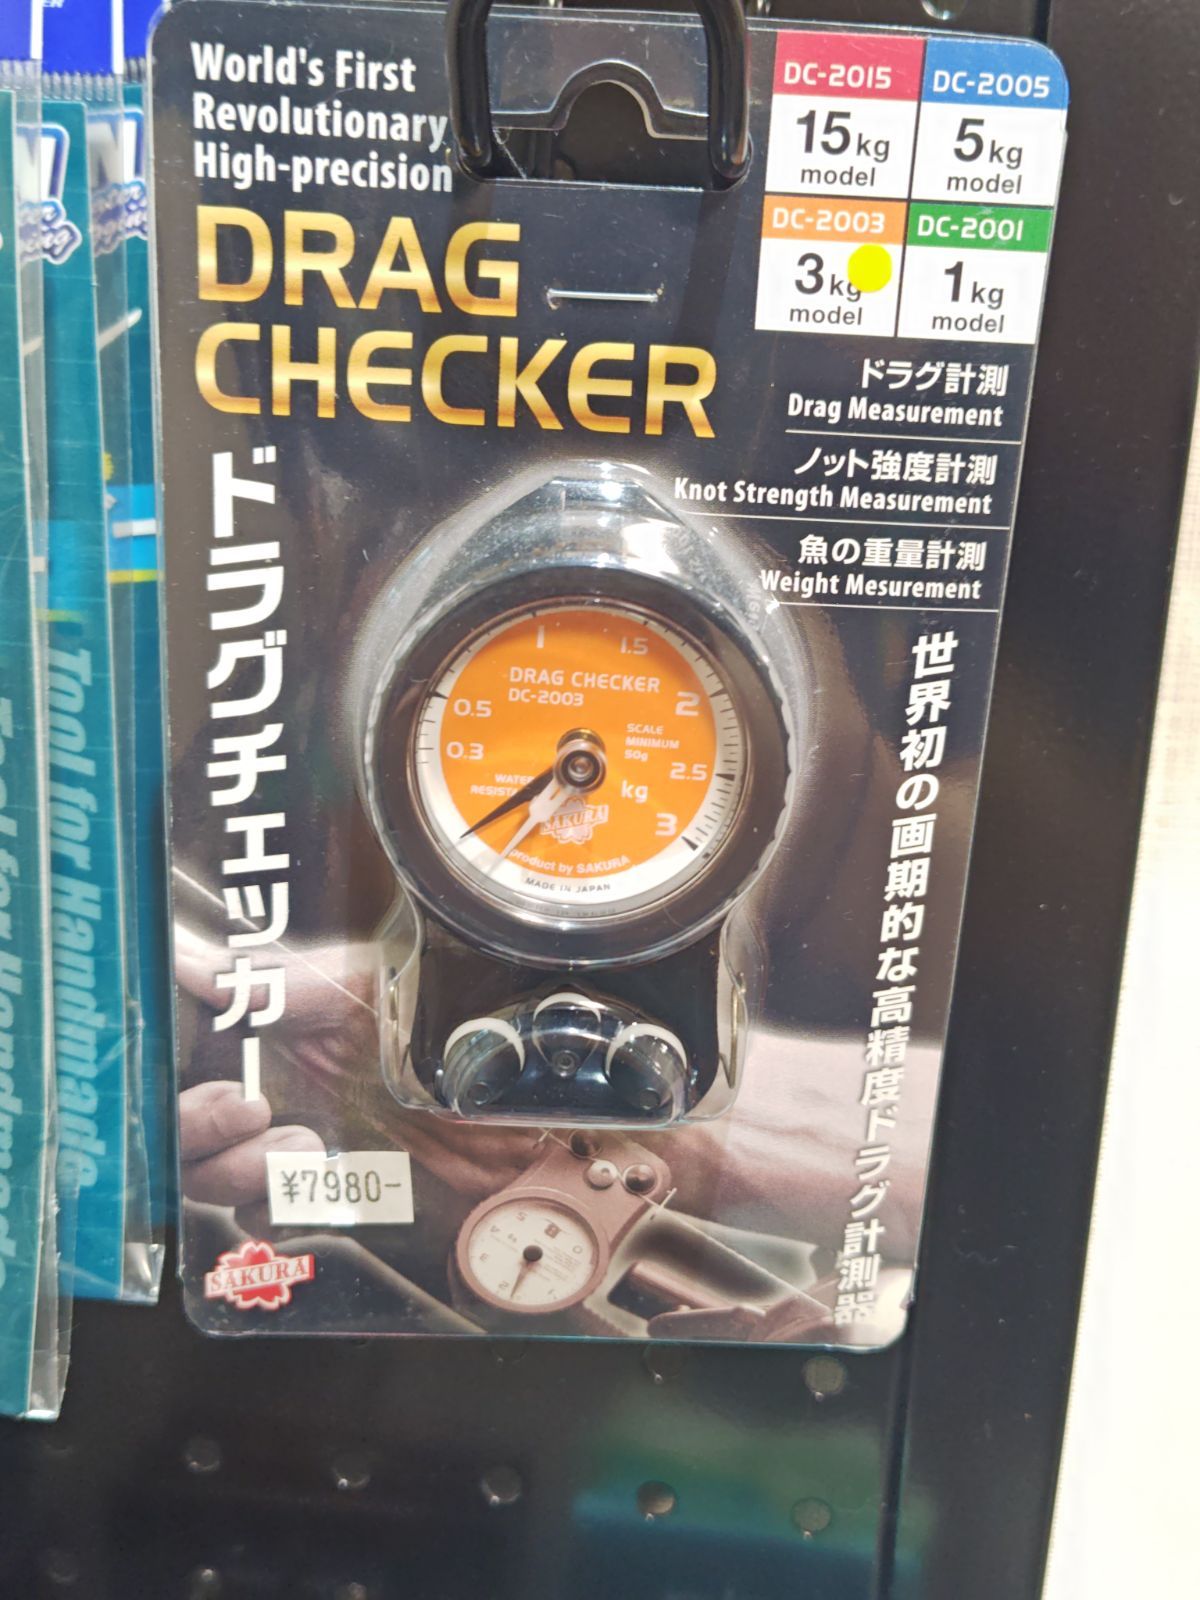 World's First
Revolutionary
High-precision
DRAG
CHECKER
ドラグチェッカー
DC-2015
15kg
model
DC-2005
5kg
model
DC-2003
3kg
model
DC-2001
1kg
model
ドラグ計測
Drag Measurement
ノット強度計測
Knot Strength Measurement
魚の重量計測
Weight Mesurement
世界初の画期的な高精度ドラグ計測器
1
1.5
DRAG CHECKER
DC-2003
0.5
2
SCALE
MINIMUM
50g
0.3
2.5
WATER
kg
SAKURA
3
product by SAKURA
MADE IN JAPAN
¥7980-
SAKURA
Tool for Handmade
Tool for Handmade